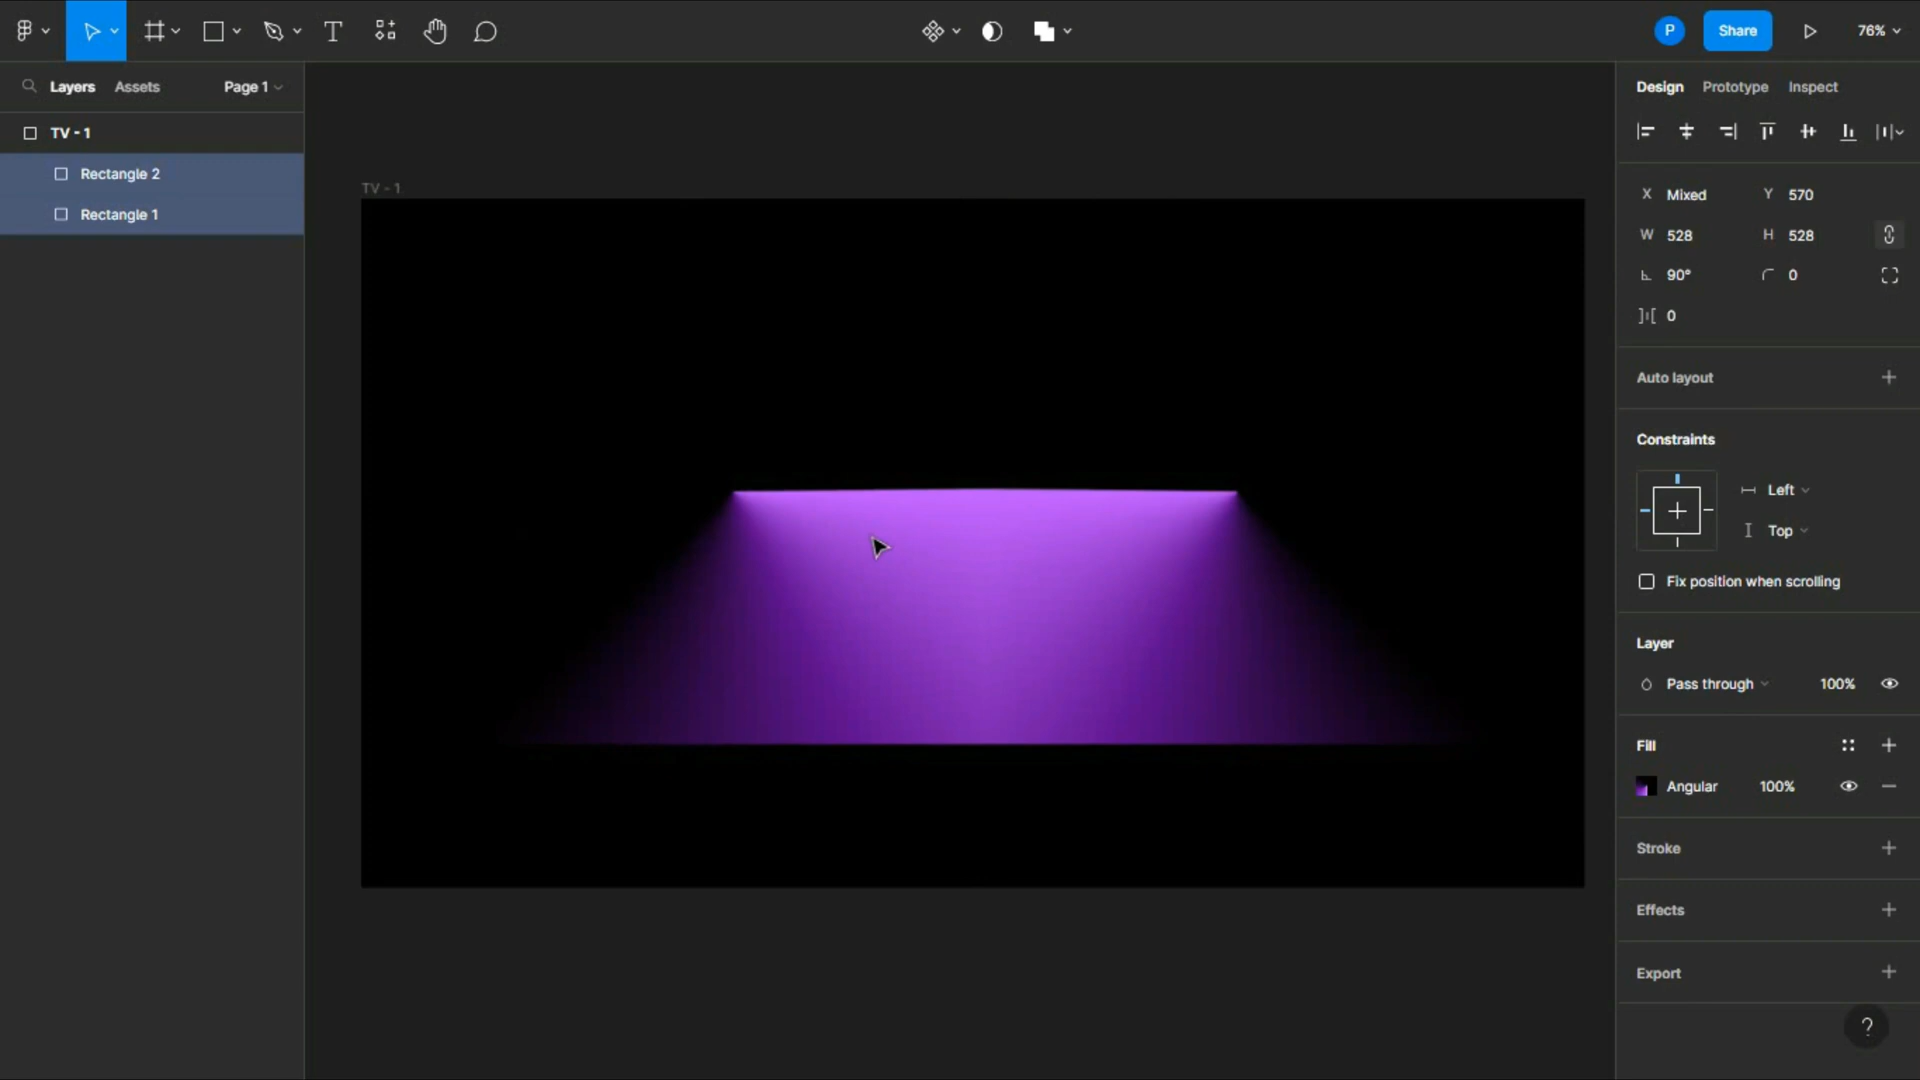 P
Share
76%
Layers
Assets
Page 1
TV - 1
Rectangle 2
Rectangle 1
TV - 1
Design
Prototype
Inspect
X Mixed
Y 570
W 528
H 528
90°
0
0
Auto layout
Constraints
Left
Top
Fix position when scrolling
Layer
Pass through
100%
Fill
Angular
100%
Stroke
Effects
Export
?